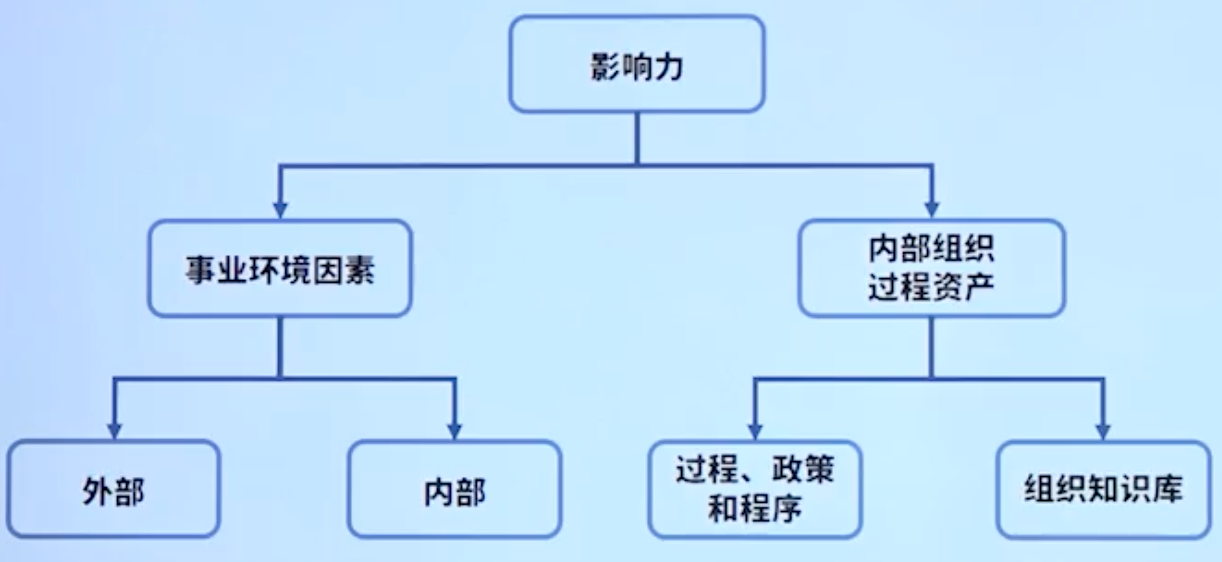 影响力
事业环境因素
内部组织
过程资产
外部
内部
过程、政策
和程序
组织知识库